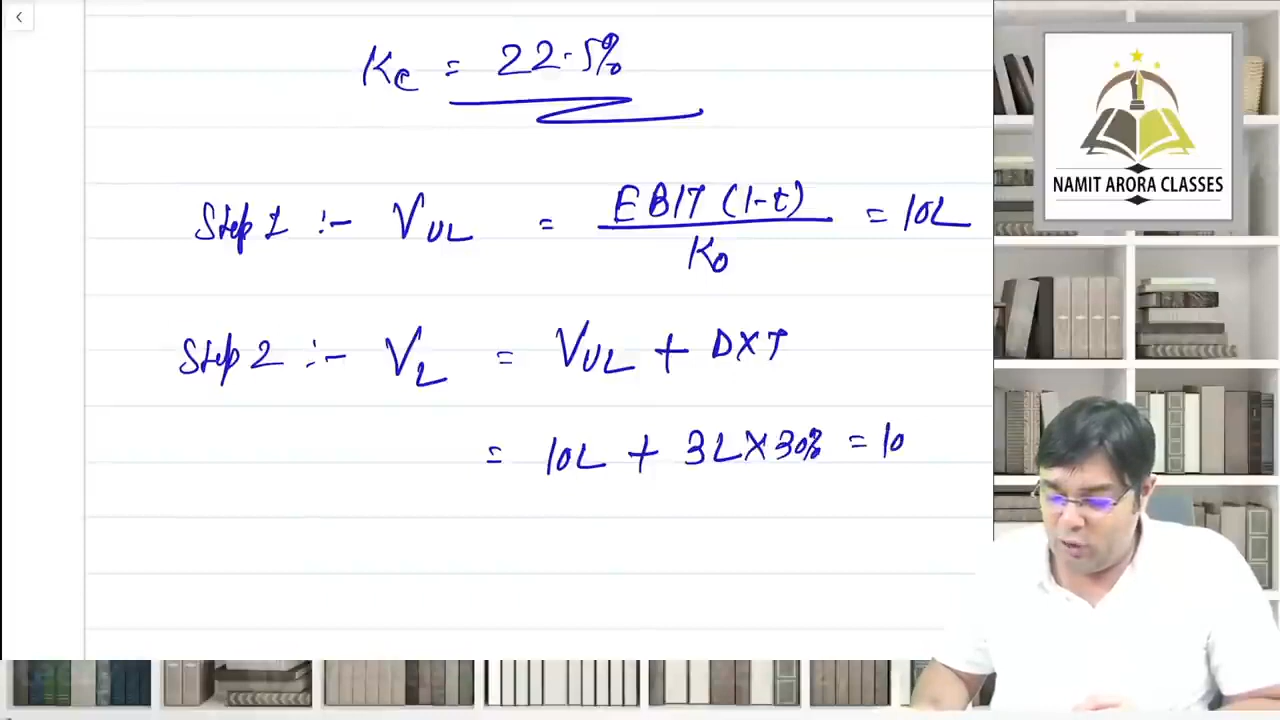 Ke = 22.5%
Step 1 :- VUL = EBIT (1-t) / Ko = 10L
Step 2 :- VL = VUL + DXT
= 10L + 3L X 30% = 10
NAMIT ARORA CLASSES